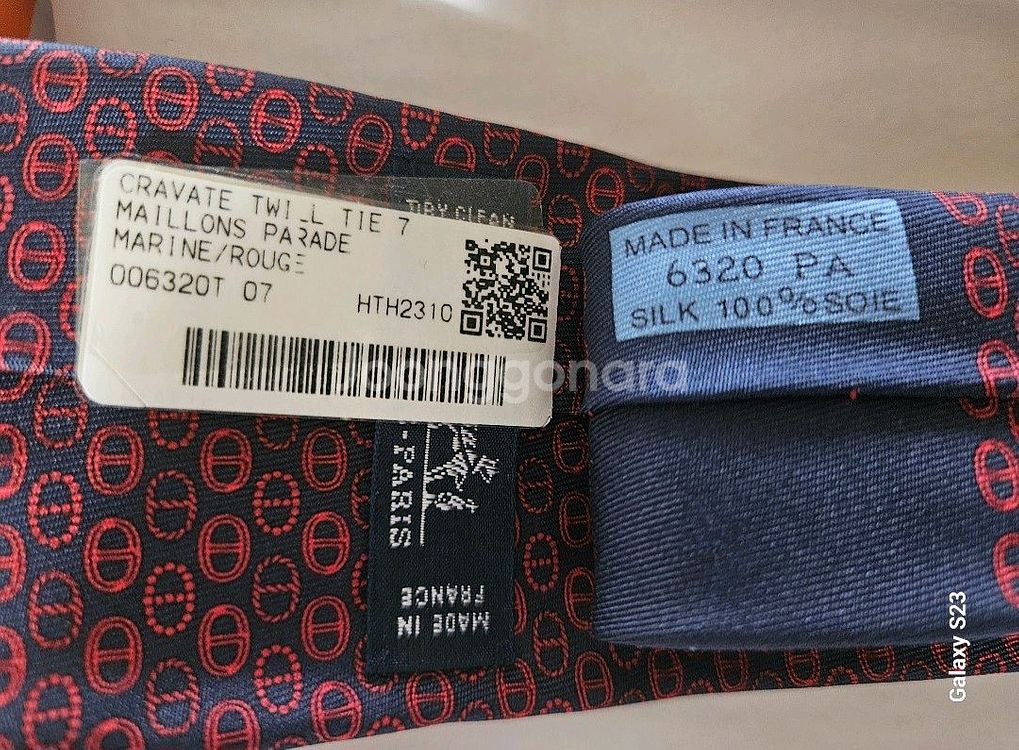 CRAVATE TWILL TIE 7
MAILLONS PARADE
MARINE/ROUGE
006320T 07
HTH2310
DRY CLEAN
MADE IN FRANCE
6320 PA
SILK 100% SOIE
-PARIS
MADE IN
FRANCE
joonggonara
Galaxy S23